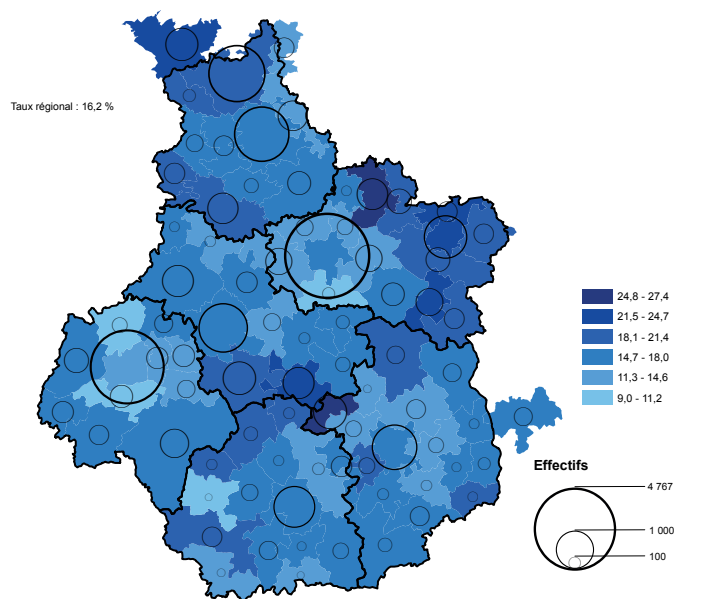 Taux régional : 16,2 %
24,8 - 27,4
21,5 - 24,7
18,1 - 21,4
14,7 - 18,0
11,3 - 14,6
9,0 - 11,2
Effectifs
4 767
1 000
100